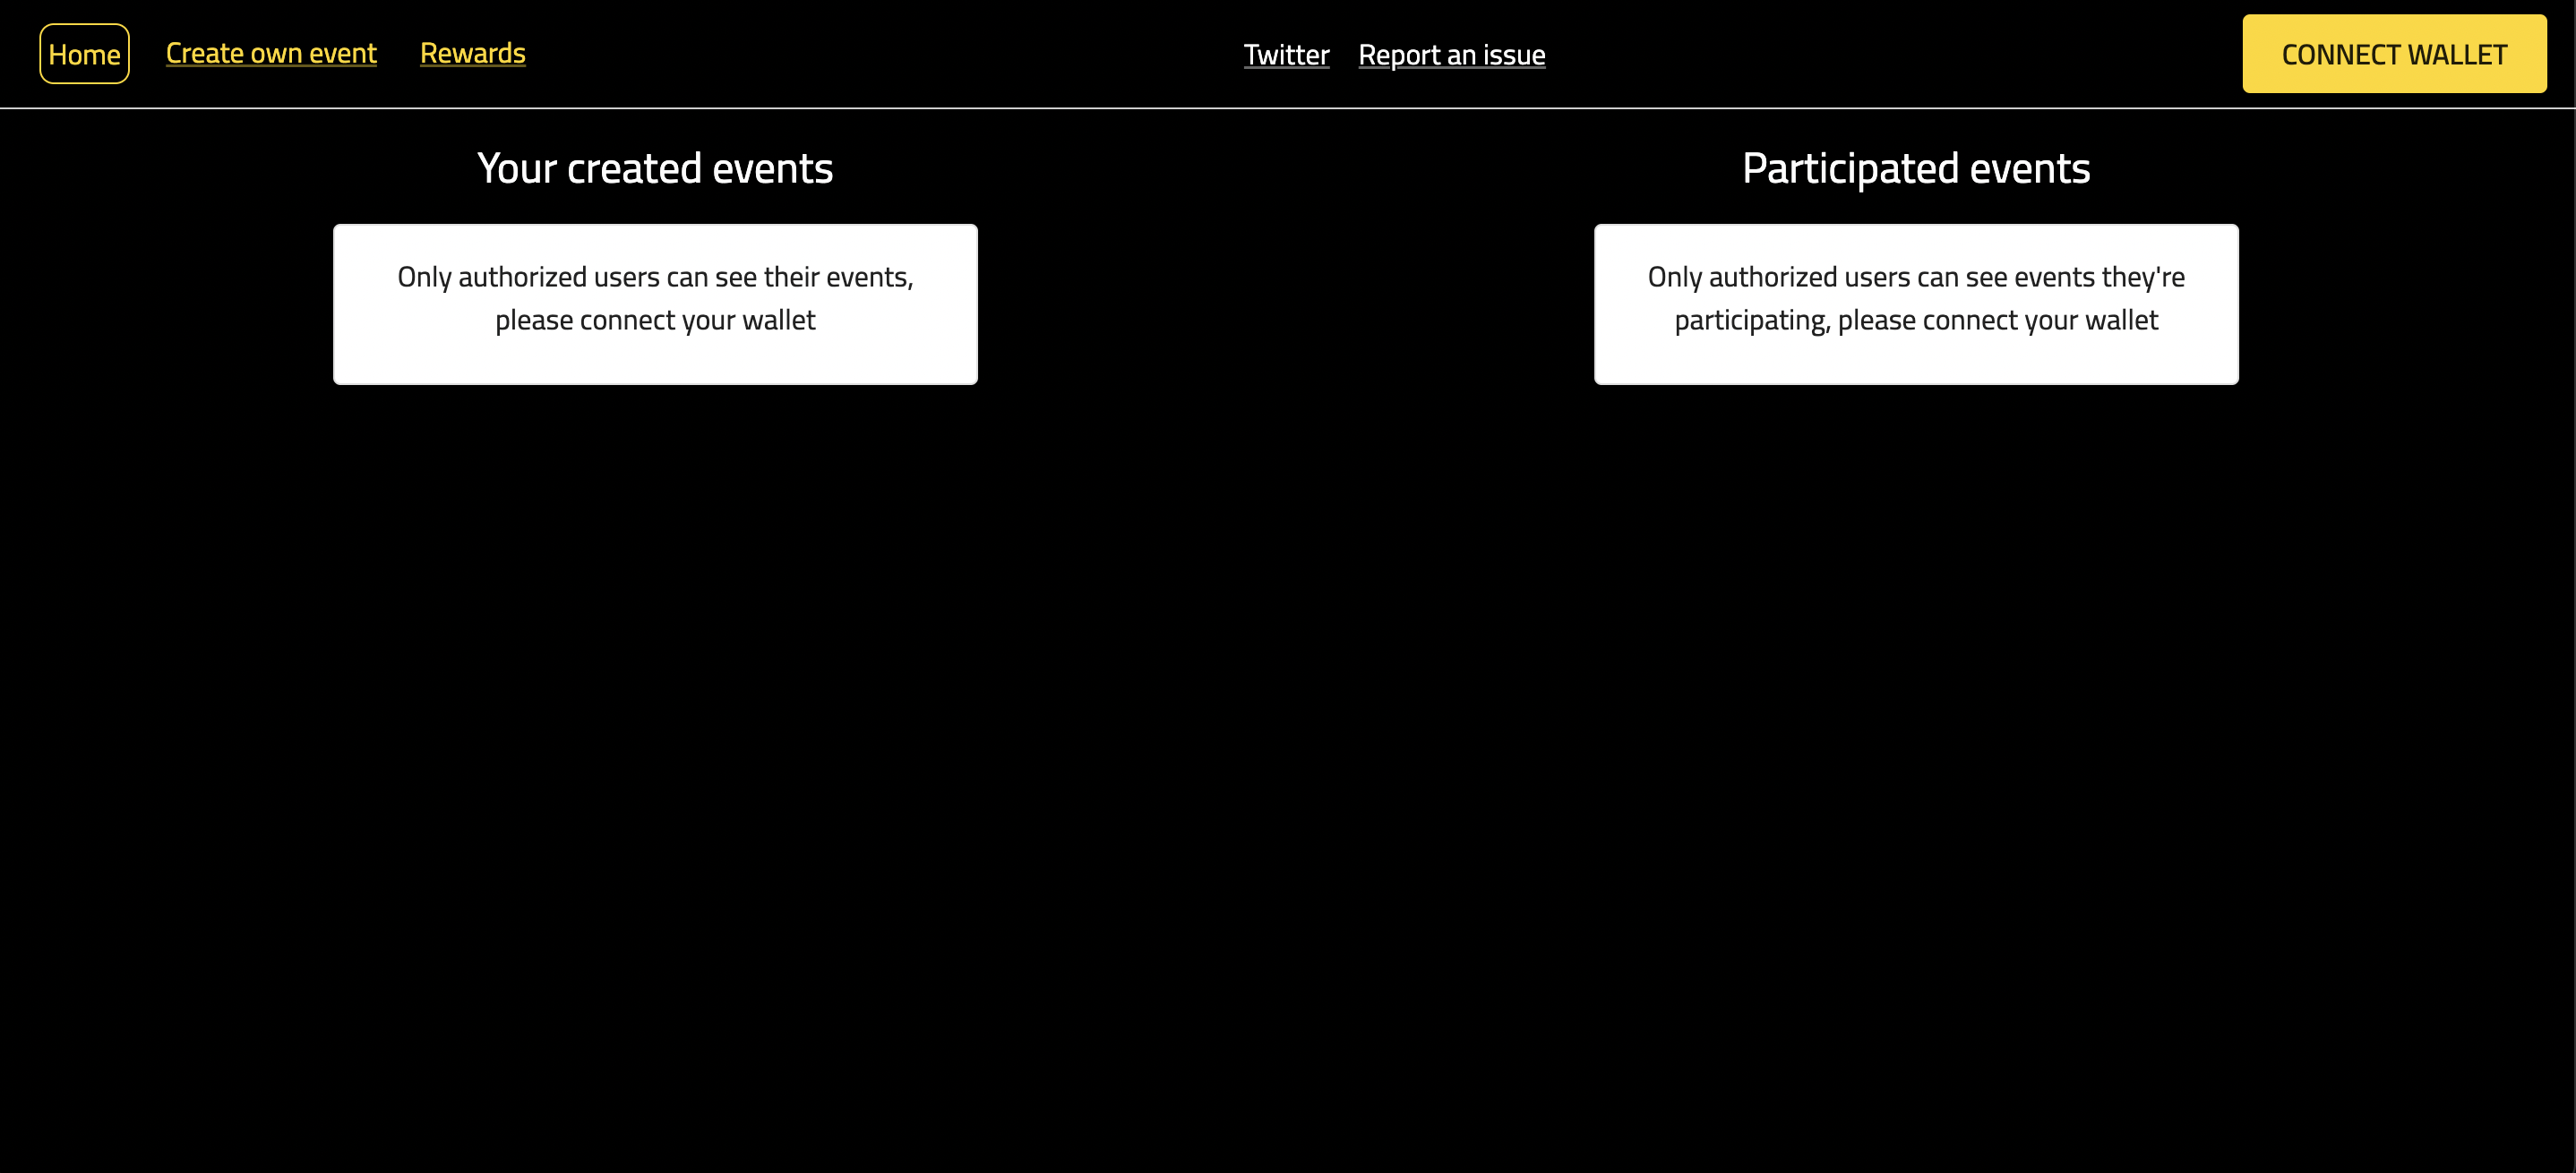 Home Create own event Rewards Twitter Report an issue CONNECT WALLET
Your created events
Only authorized users can see their events,
please connect your wallet
Participated events
Only authorized users can see events they're
participating, please connect your wallet